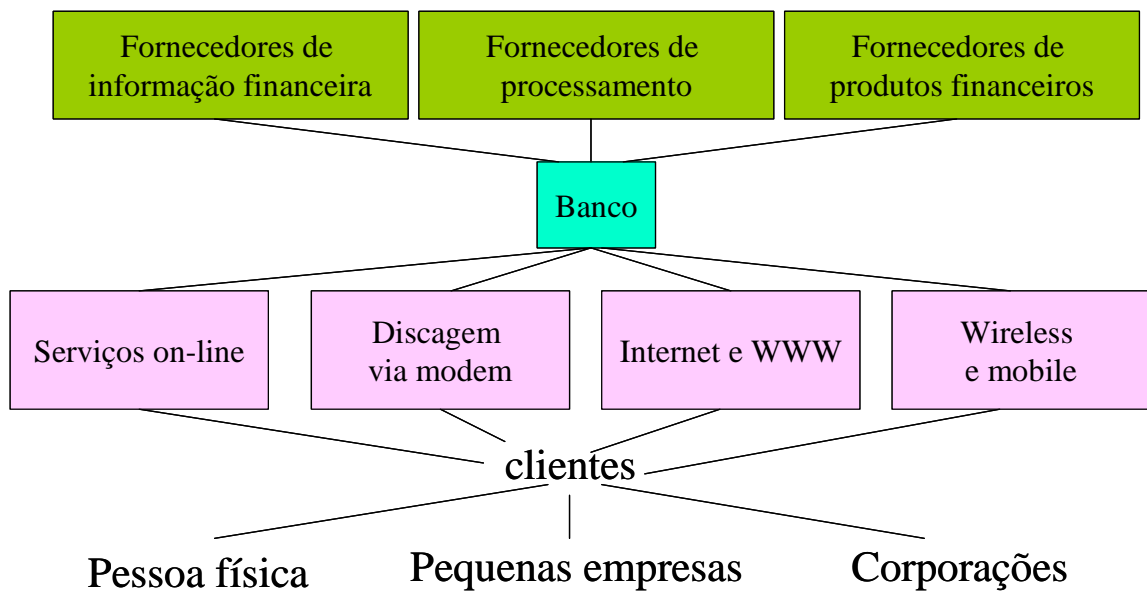 Fornecedores de
informação financeira
Fornecedores de
processamento
Fornecedores de
produtos financeiros
Banco
Serviços on-line
Discagem
via modem
Internet e WWW
Wireless
e mobile
clientes
Pessoa física
Pequenas empresas
Corporações